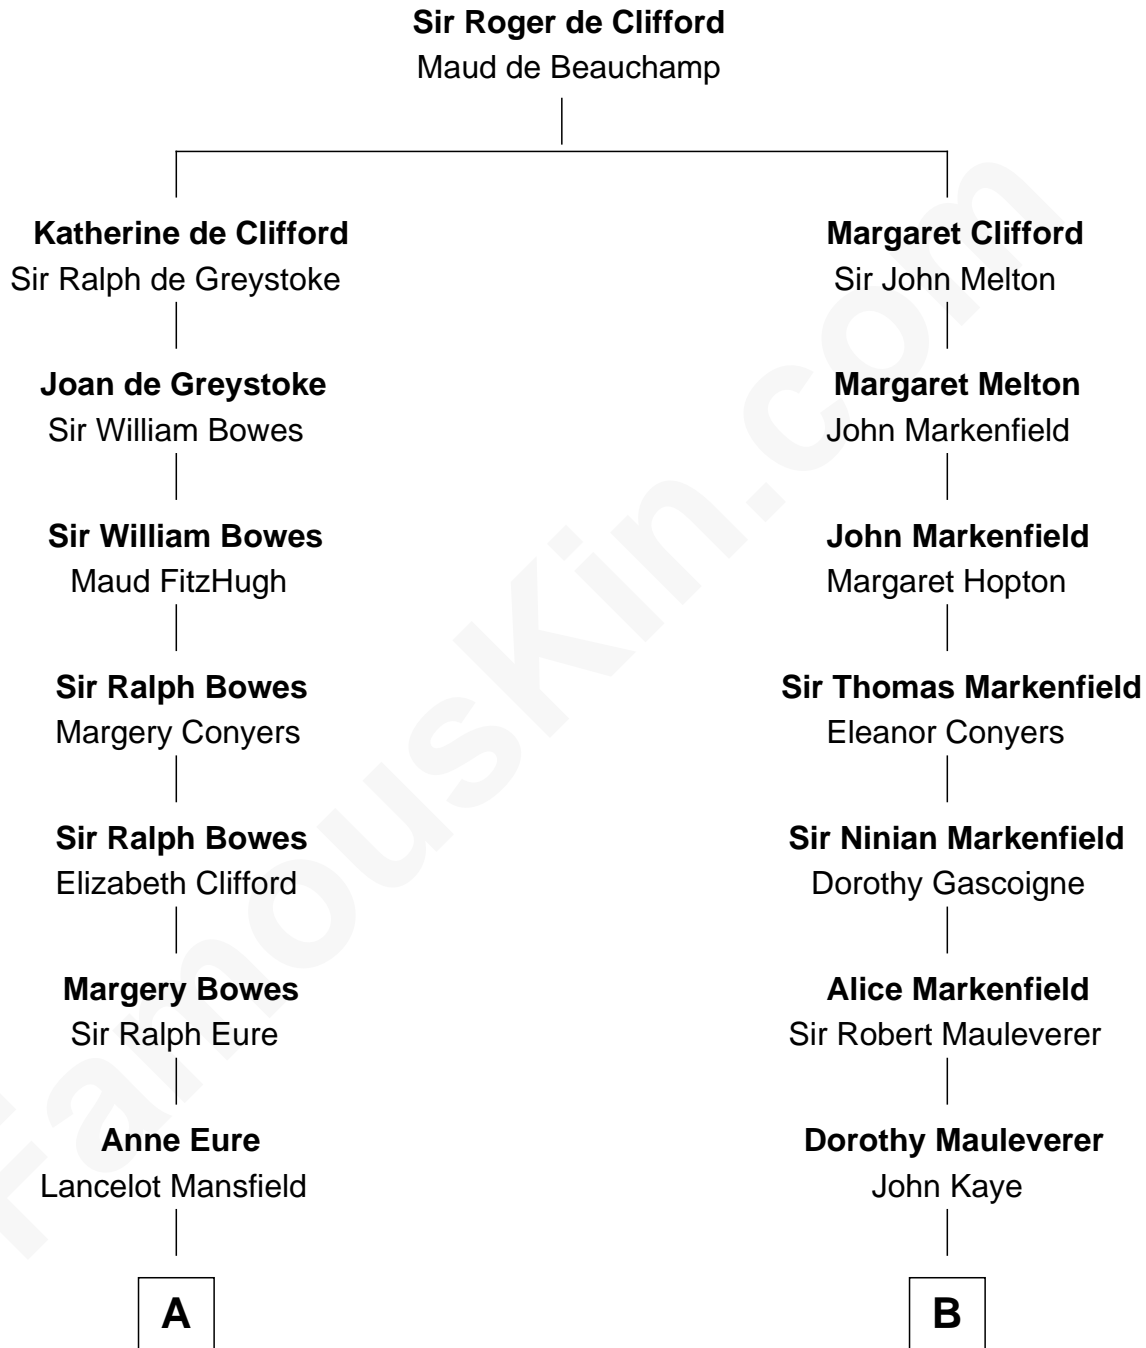 Sir Roger de Clifford
Maud de Beauchamp
Katherine de Clifford
Sir Ralph de Greystoke
Margaret Clifford
Sir John Melton
Joan de Greystoke
Sir William Bowes
Margaret Melton
John Markenfield
Sir William Bowes
Maud FitzHugh
John Markenfield
Margaret Hopton
Sir Ralph Bowes
Margery Conyers
Sir Thomas Markenfield
Eleanor Conyers
Sir Ralph Bowes
Elizabeth Clifford
Sir Ninian Markenfield
Dorothy Gascoigne
Margery Bowes
Sir Ralph Eure
Alice Markenfield
Sir Robert Mauleverer
Anne Eure
Lancelot Mansfield
Dorothy Mauleverer
John Kaye
A
B
FamousKin.com